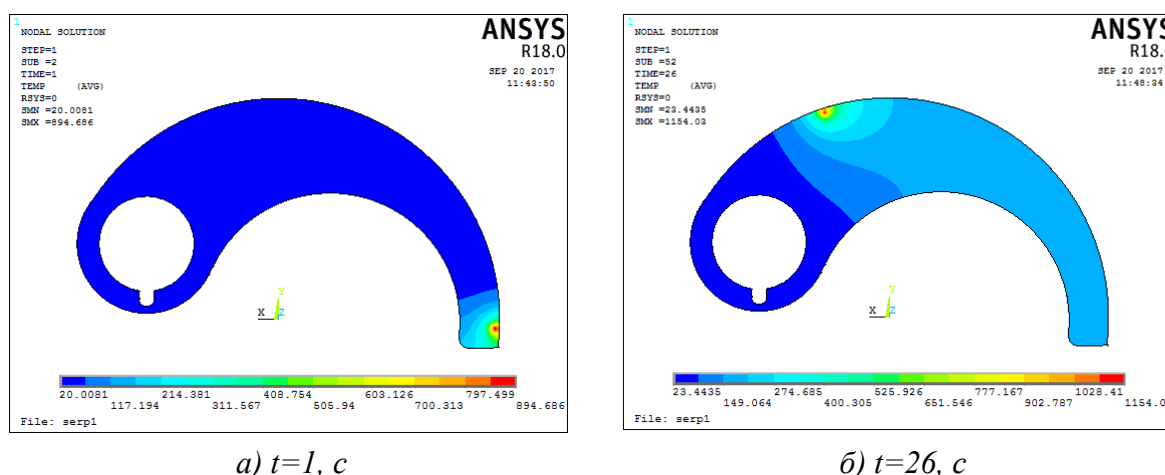 1
NODAL SOLUTION
STEP=1
SUB =2
TIME=1
TEMP (AVG)
RSYS=0
SMN =20.0081
SMX =894.686
ANSYS
R18.0
SEP 20 2017
11:43:50
Y
X Z
20.0081 214.381 408.754 603.126 797.499
117.194 311.567 505.94 700.313 894.686
File: serp1
а) t=1, c
1
NODAL SOLUTION
STEP=1
SUB =52
TIME=26
TEMP (AVG)
RSYS=0
SMN =23.4435
SMX =1154.03
ANSYS
R18.
SEP 20 2017
11:48:34
Y
X Z
23.4435 274.685 525.926 777.167 1028.41
149.064 400.305 651.546 902.787 1154.0
File: serp1
б) t=26, c